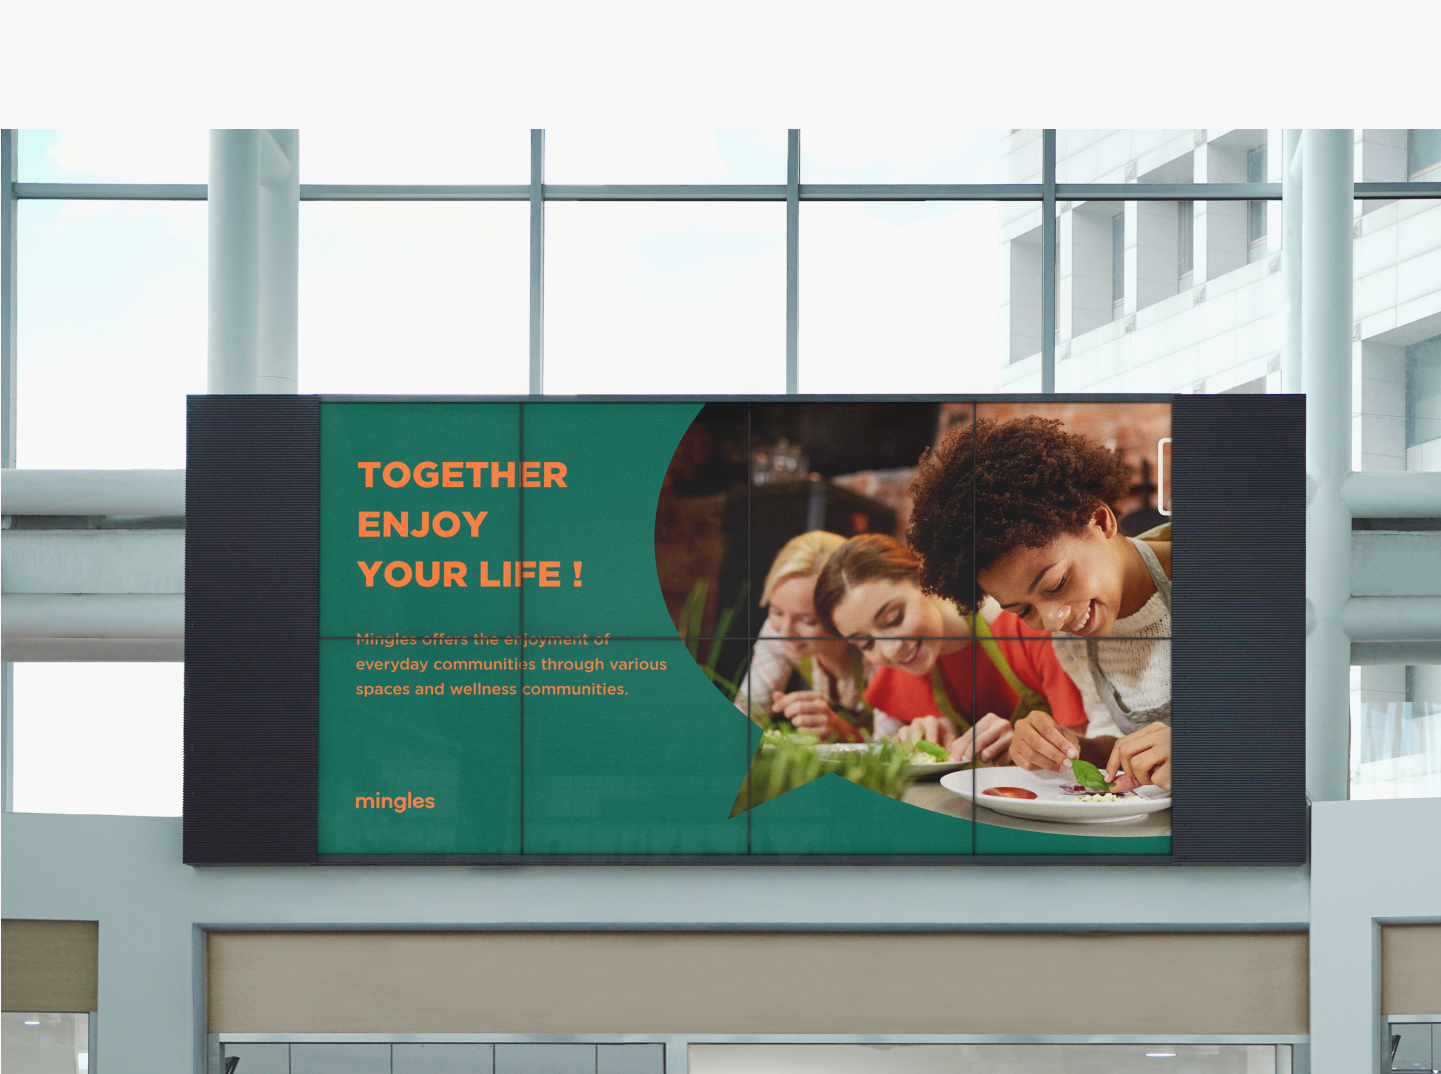 TOGETHER
ENJOY
YOUR LIFE !
Mingles offers the enjoyment of
everyday communities through various
spaces and wellness communities.
mingles